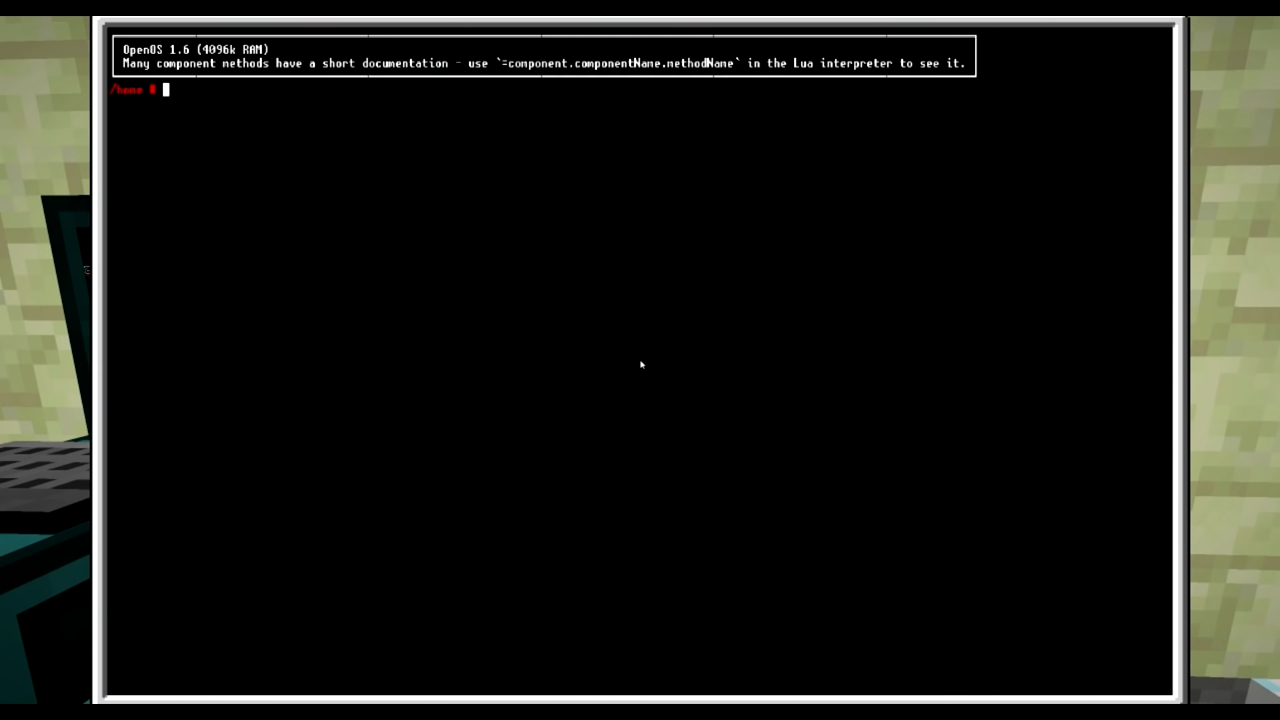 OpenOS 1.6 (4096k RAM)
Many component methods have a short documentation - use `=component.componentName.methodName` in the Lua interpreter to see it.
/home #